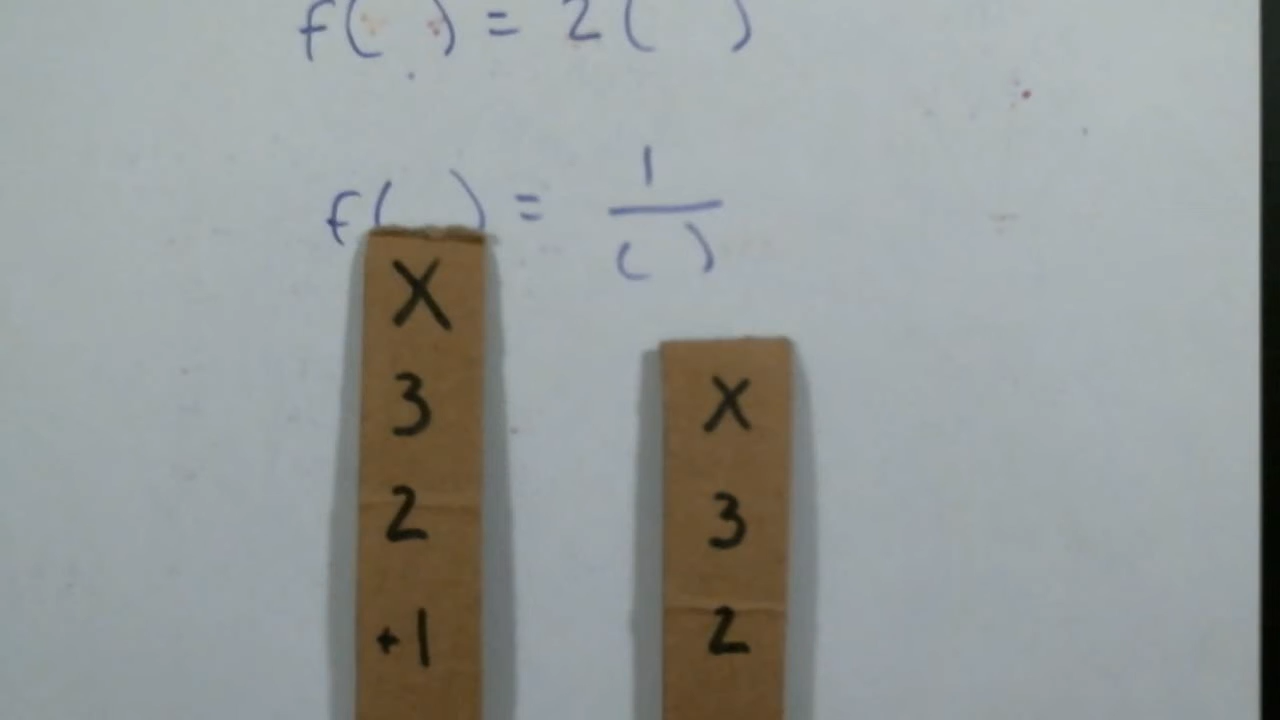 f( ) = 2( )
f( ) = 1/( )
X
3
2
+1
X
3
2